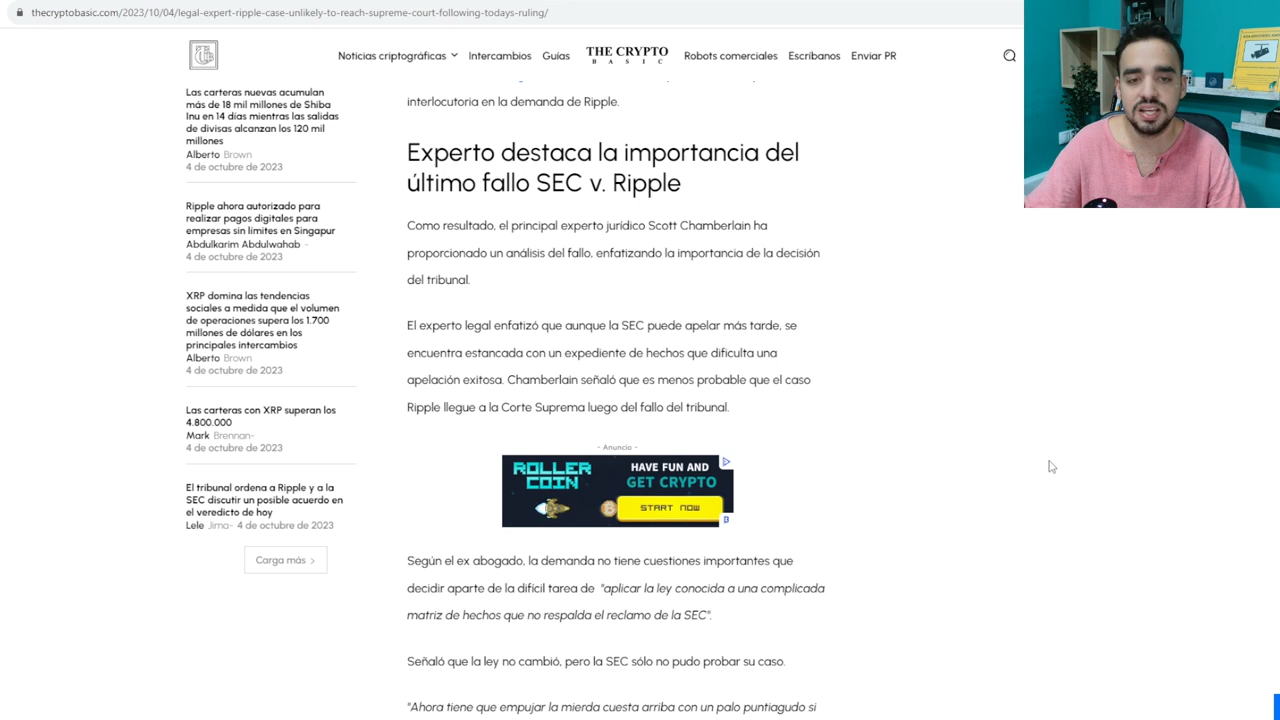 thecryptobasic.com/2023/10/04/legal-expert-ripple-case-unlikely-to-reach-supreme-court-following-todays-ruling/
Noticias criptográficas
Intercambios
Guías
THE CRYPTO
BASIC
Robots comerciales
Escríbanos
Enviar PR
Las carteras nuevas acumulan
más de 18 mil millones de Shiba
Inu en 14 días mientras las salidas
de divisas alcanzan los 120 mil
millones
Alberto Brown
4 de octubre de 2023
Ripple ahora autorizado para
realizar pagos digitales para
empresas sin límites en Singapur
Abdulkarim Abdulwahab -
4 de octubre de 2023
XRP domina las tendencias
sociales a medida que el volumen
de operaciones supera los 1.700
millones de dólares en los
principales intercambios
Alberto Brown
4 de octubre de 2023
Las carteras con XRP superan los
4.800.000
Mark Brennan-
4 de octubre de 2023
El tribunal ordena a Ripple y a la
SEC discutir un posible acuerdo en
el veredicto de hoy
Lele Jima- 4 de octubre de 2023
Carga más >
interlocutoria en la demanda de Ripple.
Experto destaca la importancia del
último fallo SEC v. Ripple
Como resultado, el principal experto jurídico Scott Chamberlain ha
proporcionado un análisis del fallo, enfatizando la importancia de la decisión
del tribunal.
El experto legal enfatizó que aunque la SEC puede apelar más tarde, se
encuentra estancada con un expediente de hechos que dificulta una
apelación exitosa. Chamberlain señaló que es menos probable que el caso
Ripple llegue a la Corte Suprema luego del fallo del tribunal.
- Anuncio -
ROLLER
COIN
HAVE FUN AND
GET CRYPTO
START NOW
Según el ex abogado, la demanda no tiene cuestiones importantes que
decidir aparte de la difícil tarea de "aplicar la ley conocida a una complicada
matriz de hechos que no respalda el reclamo de la SEC".
Señaló que la ley no cambió, pero la SEC sólo no pudo probar su caso.
"Ahora tiene que empujar la mierda cuesta arriba con un palo puntiagudo si